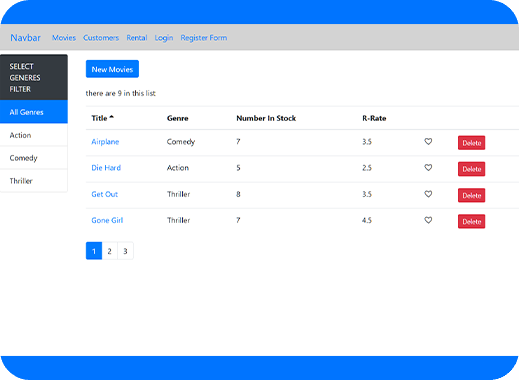 Navbar Movies Customers Rental Login Register Form
SELECT
GENERES
FILTER
All Genres
Action
Comedy
Thriller
New Movies
there are 9 in this list
Title Genre Number In Stock R-Rate
Airplane Comedy 7 3.5 Delete
Die Hard Action 5 2.5 Delete
Get Out Thriller 8 3.5 Delete
Gone Girl Thriller 7 4.5 Delete
1 2 3